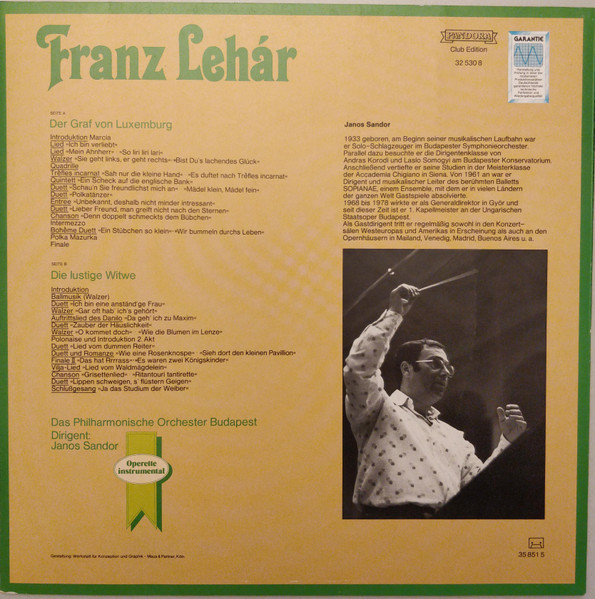 Franz Lehár
PANDORA
Club Edition
32 530 8
GARANTIE
SEITE A
Der Graf von Luxemburg
Introduktion Marcia
Lied »Ich bin verliebt«
Lied »Mein Ahnherr« · »So liri liri lari«
Walzer »Sie geht links, er geht rechts« · »Bist Du's lachendes Glück«
Quadrille
Trèfles incarnat »Sah nur die kleine Hand« · »Es duftet nach Trèfles incarnat«
Quintett »Ein Scheck auf die englische Bank«
Duett »Schau'n Sie freundlichst mich an« · »Mädel klein, Mädel fein«
Duett »Polkatänzer«
Entree »Unbekannt, deshalb nicht minder intressant«
Duett »Lieber Freund, man greift nicht nach den Sternen«
Chanson »Denn doppelt schmeckts dem Bübchen«
Intermezzo
Bohème Duett »Ein Stübchen so klein« · »Wir bummeln durchs Leben«
Polka Mazurka
Finale
SEITE B
Die lustige Witwe
Introduktion
Ballmusik (Walzer)
Duett »Ich bin eine anständ'ge Frau«
Walzer »Gar oft hab' ich's gehört«
Auftrittslied des Danilo »Da geh' ich zu Maxim«
Duett »Zauber der Häuslichkeit«
Walzer »O kommet doch« · »Wie die Blumen im Lenze«
Polonaise und Introduktion 2. Akt
Duett »Lied vom dummen Reiter«
Duett und Romanze »Wie eine Rosenknospe« · »Sieh dort den kleinen Pavillion«
Finale II »Das hat Rrrrass« · »Es waren zwei Königskinder«
Vilja-Lied »Lied vom Waldmägdelein«
Chanson »Grisettenlied« · »Ritantouri tantirette«
Duett »Lippen schweigen, s' flüstern Geigen«
Schlußgesang »Ja das Studium der Weiber«
Das Philharmonische Orchester Budapest
Dirigent:
Janos Sandor
Operette
instrumental
Janos Sandor
1933 geboren; am Beginn seiner musikalischen Laufbahn war
er Solo-Schlagzeuger im Budapester Symphonieorchester.
Parallel dazu besuchte er die Dirigentenklasse von
Andras Korodi und Laslo Somogyi am Budapester Konservatorium.
Anschließend vertiefte er seine Studien in der Meisterklasse
der Accademia Chigiano in Siena. Von 1961 an war er
Dirigent und musikalischer Leiter des berühmten Balletts
SOPIANAE, einem Ensemble, mit dem er in vielen Ländern
der ganzen Welt Gastspiele absolvierte.
1968 bis 1978 wirkte er als Generaldirektor in Györ und
seit dieser Zeit ist er 1. Kapellmeister an der Ungarischen
Staatsoper Budapest.
Als Gastdirigent tritt er regelmäßig sowohl in den Konzert-
sälen Westeuropas und Amerikas in Erscheinung als auch an den
Opernhäusern in Mailand, Venedig, Madrid, Buenos Aires u. a.
Gestaltung: Werkstatt für Konzeption und Graphik - Maus & Partner, Köln
35 851 5